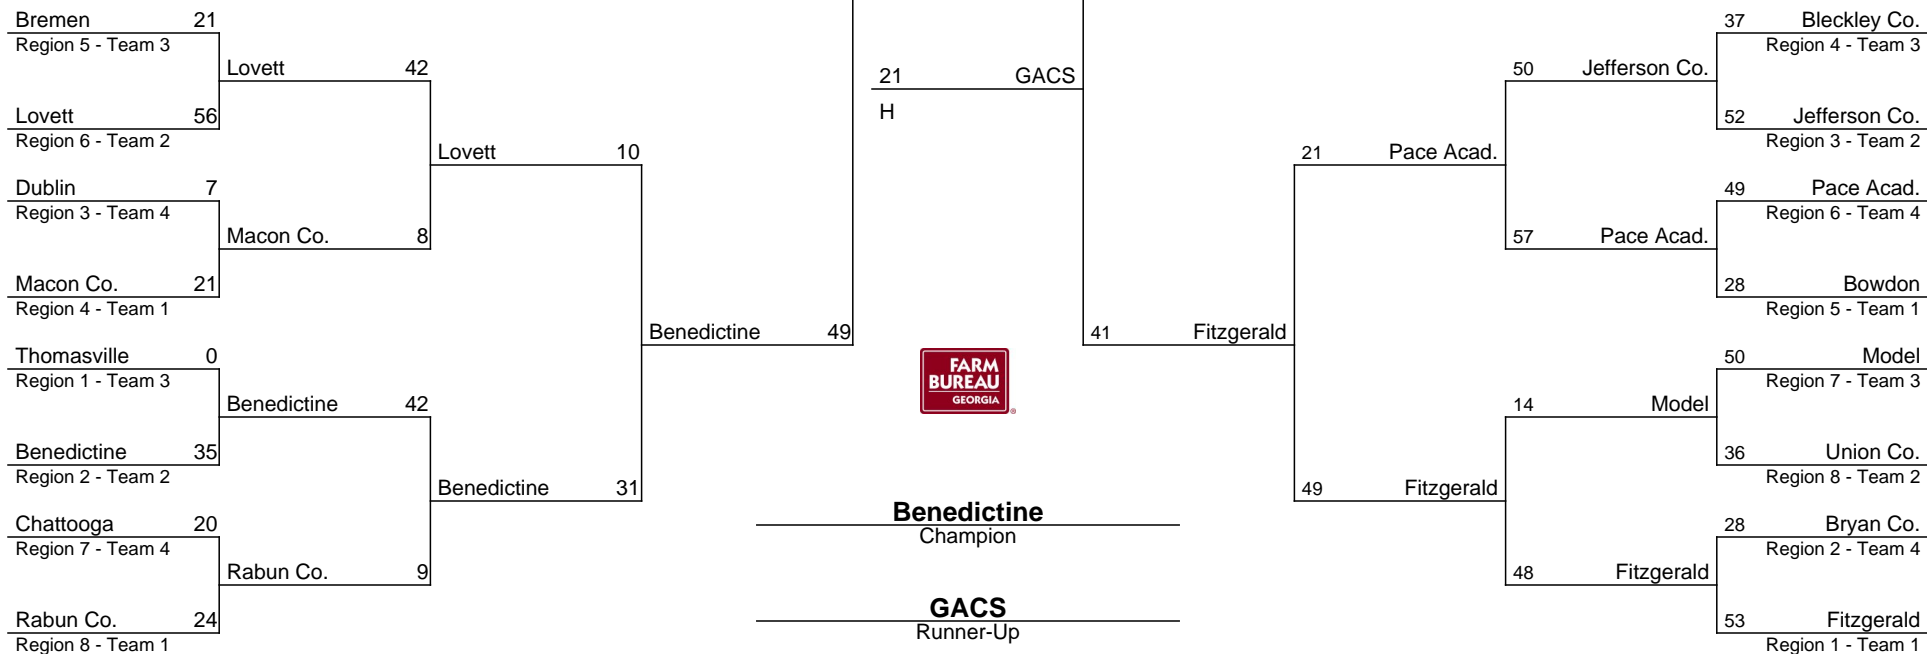 Bremen 21
Region 5 - Team 3
Lovett 42
Lovett 56
Region 6 - Team 2
Lovett 10
Dublin 7
Region 3 - Team 4
Macon Co. 8
Macon Co. 21
Region 4 - Team 1
Benedictine 49
Thomasville 0
Region 1 - Team 3
Benedictine 42
Benedictine 35
Region 2 - Team 2
Benedictine 31
Chattooga 20
Region 7 - Team 4
Rabun Co. 9
Rabun Co. 24
Region 8 - Team 1
21 GACS
H
FARM
BUREAU
GEORGIA
®
Benedictine
Champion
GACS
Runner-Up
37 Bleckley Co.
Region 4 - Team 3
50 Jefferson Co.
52 Jefferson Co.
Region 3 - Team 2
21 Pace Acad.
49 Pace Acad.
Region 6 - Team 4
57 Pace Acad.
28 Bowdon
Region 5 - Team 1
41 Fitzgerald
50 Model
Region 7 - Team 3
14 Model
36 Union Co.
Region 8 - Team 2
49 Fitzgerald
28 Bryan Co.
Region 2 - Team 4
48 Fitzgerald
53 Fitzgerald
Region 1 - Team 1